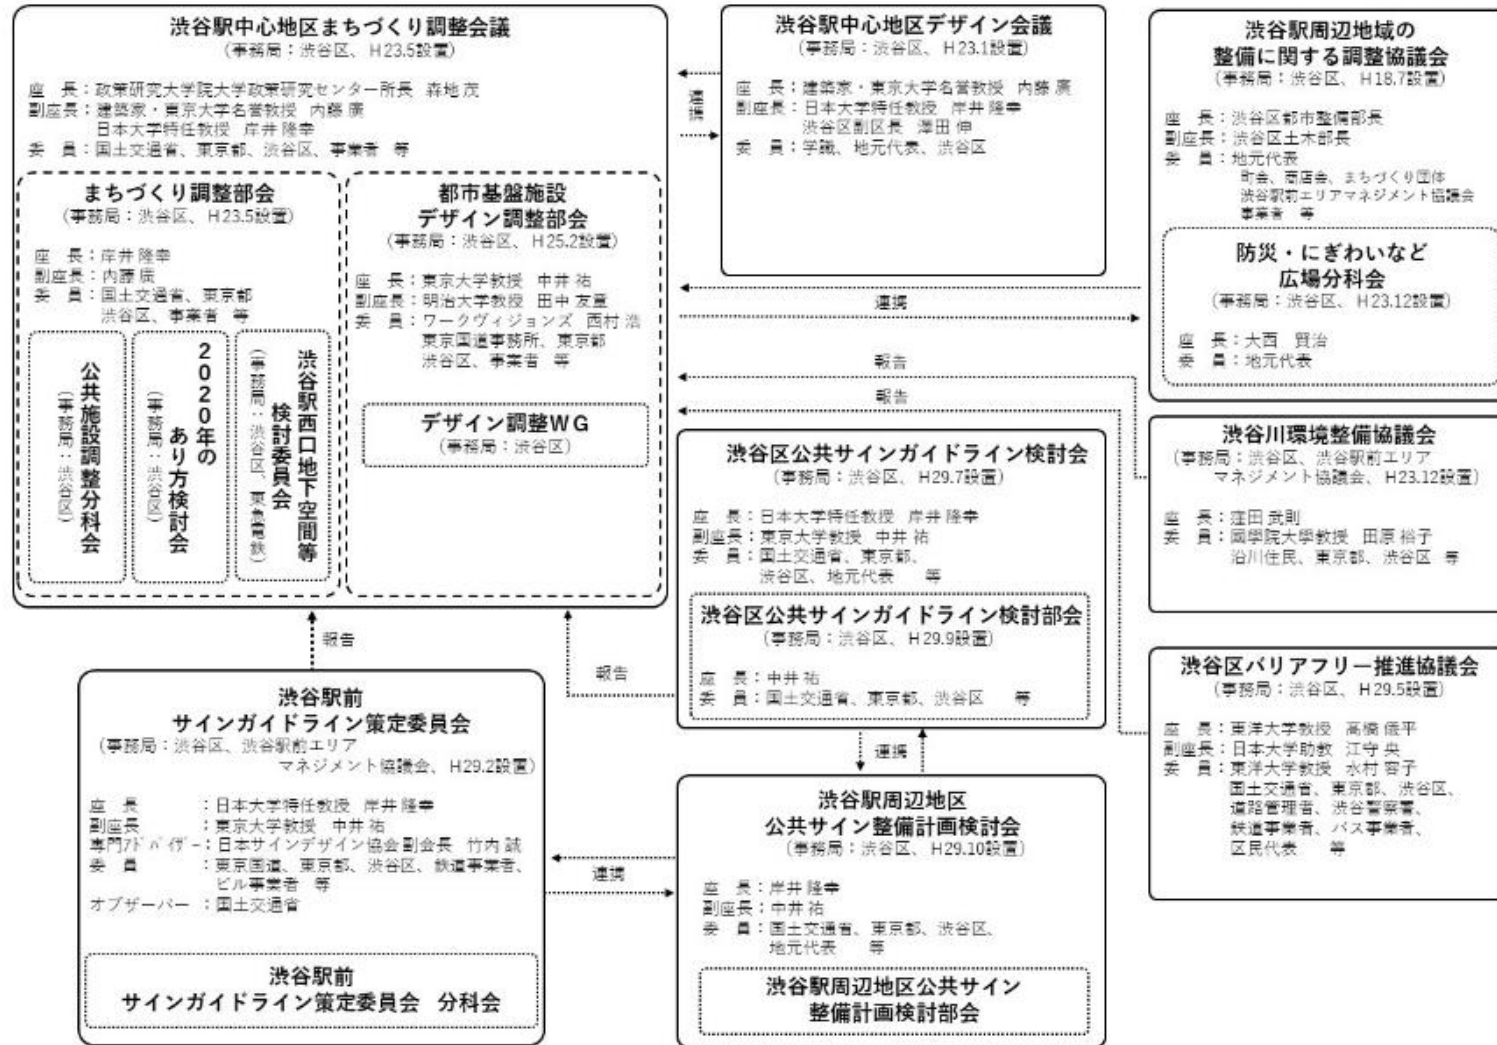 渋谷駅中心地区まちづくり調整会議
(事務局：渋谷区、H23.5設置)
座　長：政策研究大学院大学政策研究センター所長　森地 茂
副座長：建築家・東京大学名誉教授　内藤 廣
日本大学特任教授　岸井 隆幸
委　員：国土交通省、東京都、渋谷区、事業者　等
まちづくり調整部会
(事務局：渋谷区、H23.5設置)
座　長：岸井 隆幸
副座長：内藤 廣
委　員：国土交通省、東京都
渋谷区、事業者　等
公共施設調整分科会
(事務局：渋谷区)
2020年の
あり方検討会
(事務局：渋谷区)
渋谷駅西口地下空間等
検討委員会
(事務局：渋谷区、東急電鉄)
都市基盤施設
デザイン調整部会
(事務局：渋谷区、H25.2設置)
座　長：東京大学教授　中井 祐
副座長：明治大学教授　田中 友章
委　員：ワークヴィジョンズ　西村 浩
東京国道事務所、東京都
渋谷区、事業者　等
デザイン調整WG
(事務局：渋谷区)
渋谷駅中心地区デザイン会議
(事務局：渋谷区、H23.1設置)
座　長：建築家・東京大学名誉教授　内藤 廣
副座長：日本大学特任教授　岸井 隆幸
渋谷区副区長　澤田 伸
委　員：学識、地元代表、渋谷区
連携
渋谷駅周辺地域の
整備に関する調整協議会
(事務局：渋谷区、H18.7設置)
座　長：渋谷区都市整備部長
副座長：渋谷区土木部長
委　員：地元代表
町会、商店会、まちづくり団体
渋谷駅前エリアマネジメント協議会
事業者　等
防災・にぎわいなど
広場分科会
(事務局：渋谷区、H23.12設置)
座　長：大西　賢治
委　員：地元代表
連携
報告
報告
渋谷川環境整備協議会
(事務局：渋谷区、渋谷駅前エリア
マネジメント協議会、H23.12設置)
座　長：窪田 武則
委　員：國學院大學教授　田原 裕子
沿川住民、東京都、渋谷区　等
渋谷区公共サインガイドライン検討会
(事務局：渋谷区、H29.7設置)
座　長：日本大学特任教授　岸井 隆幸
副座長：東京大学教授　中井 祐
委　員：国土交通省、東京都、
渋谷区、地元代表　等
渋谷区公共サインガイドライン検討部会
(事務局：渋谷区、H29.9設置)
座　長：中井 祐
委　員：国土交通省、東京都、渋谷区　等
渋谷区バリアフリー推進協議会
(事務局：渋谷区、H29.5設置)
座　長：東洋大学教授　高橋 儀平
副座長：日本大学助教　江守 央
委　員：東洋大学教授　水村 容子
国土交通省、東京都、渋谷区、
道路管理者、渋谷警察署、
鉄道事業者、バス事業者、
区民代表　等
報告
報告
渋谷駅前
サインガイドライン策定委員会
(事務局：渋谷区、渋谷駅前エリア
マネジメント協議会、H29.2設置)
座　長　：日本大学特任教授　岸井 隆幸
副座長　：東京大学教授　中井 祐
専門ｱﾄﾞﾊﾞｲｻﾞｰ：日本サインデザイン協会 副会長　竹内 誠
委　員　：東京国道、東京都、渋谷区、鉄道事業者、
ビル事業者　等
オブザーバー　：国土交通省
渋谷駅前
サインガイドライン策定委員会　分科会
連携
連携
渋谷駅周辺地区
公共サイン整備計画検討会
(事務局：渋谷区、H29.10設置)
座　長：岸井 隆幸
副座長：中井 祐
委　員：国土交通省、東京都、渋谷区、
地元代表　等
渋谷駅周辺地区公共サイン
整備計画検討部会